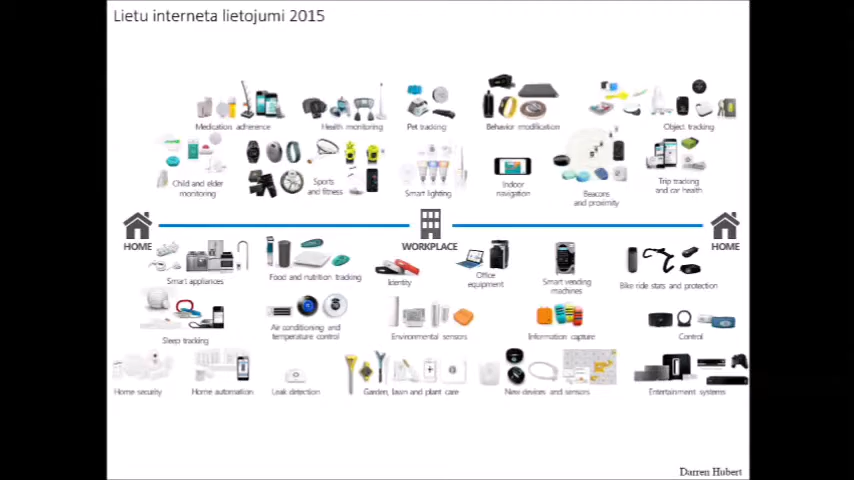 Lietu interneta lietojumi 2015
Medication adherence
Health monitoring
Pet tracking
Behavior modification
Object tracking
Child and elder
monitoring
Sports
and fitness
Smart lighting
Indoor
navigation
Beacons
and proximity
Trip tracking
and car health
HOME
WORKPLACE
HOME
Smart appliances
Food and nutrition tracking
Identity
Office
equipment
Smart vending
machines
Bike ride stats and protection
Sleep tracking
Air conditioning and
temperature control
Environmental sensors
Information capture
Control
Home security
Home automation
Leak detection
Garden, lawn and plant care
New devices and sensors
Entertainment systems
Darren Hubert